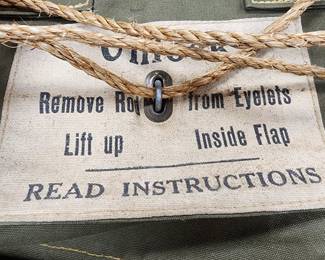 Remove from Eyelets
Lift up Inside Flap
READ INSTRUCTIONS